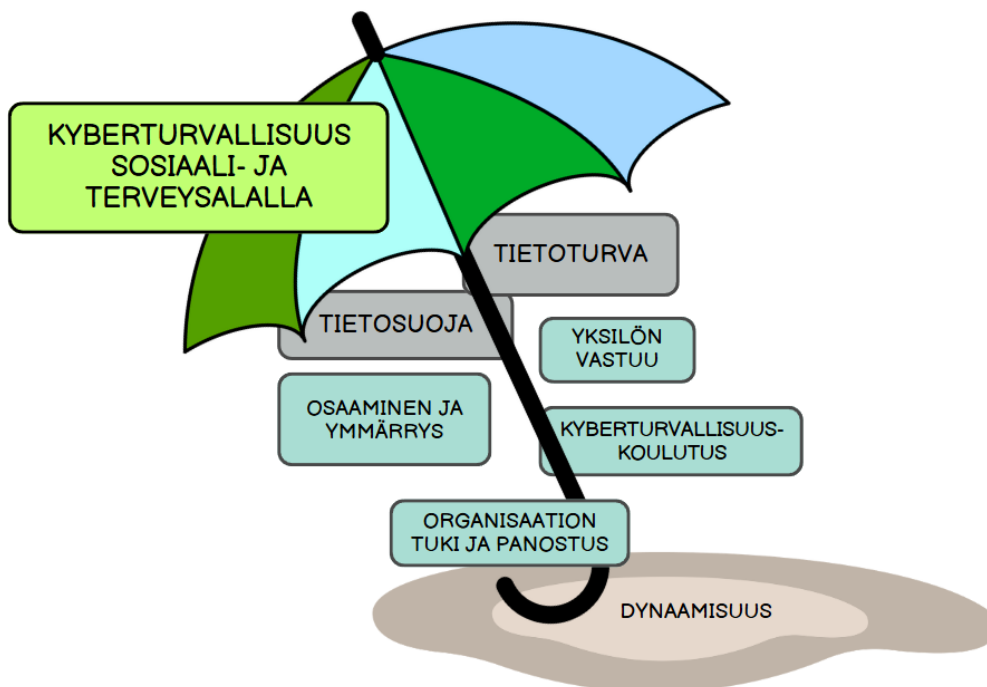 KYBERTURVALLISUUS
SOSIAALI- JA
TERVEYSALALLA
TIETOTURVA
TIETOSUOJA
YKSILÖN
VASTUU
OSAAMINEN JA
YMMÄRRYS
KYBERTURVALLISUUS-
KOULUTUS
ORGANISAATION
TUKI JA PANOSTUS
DYNAAMISUUS